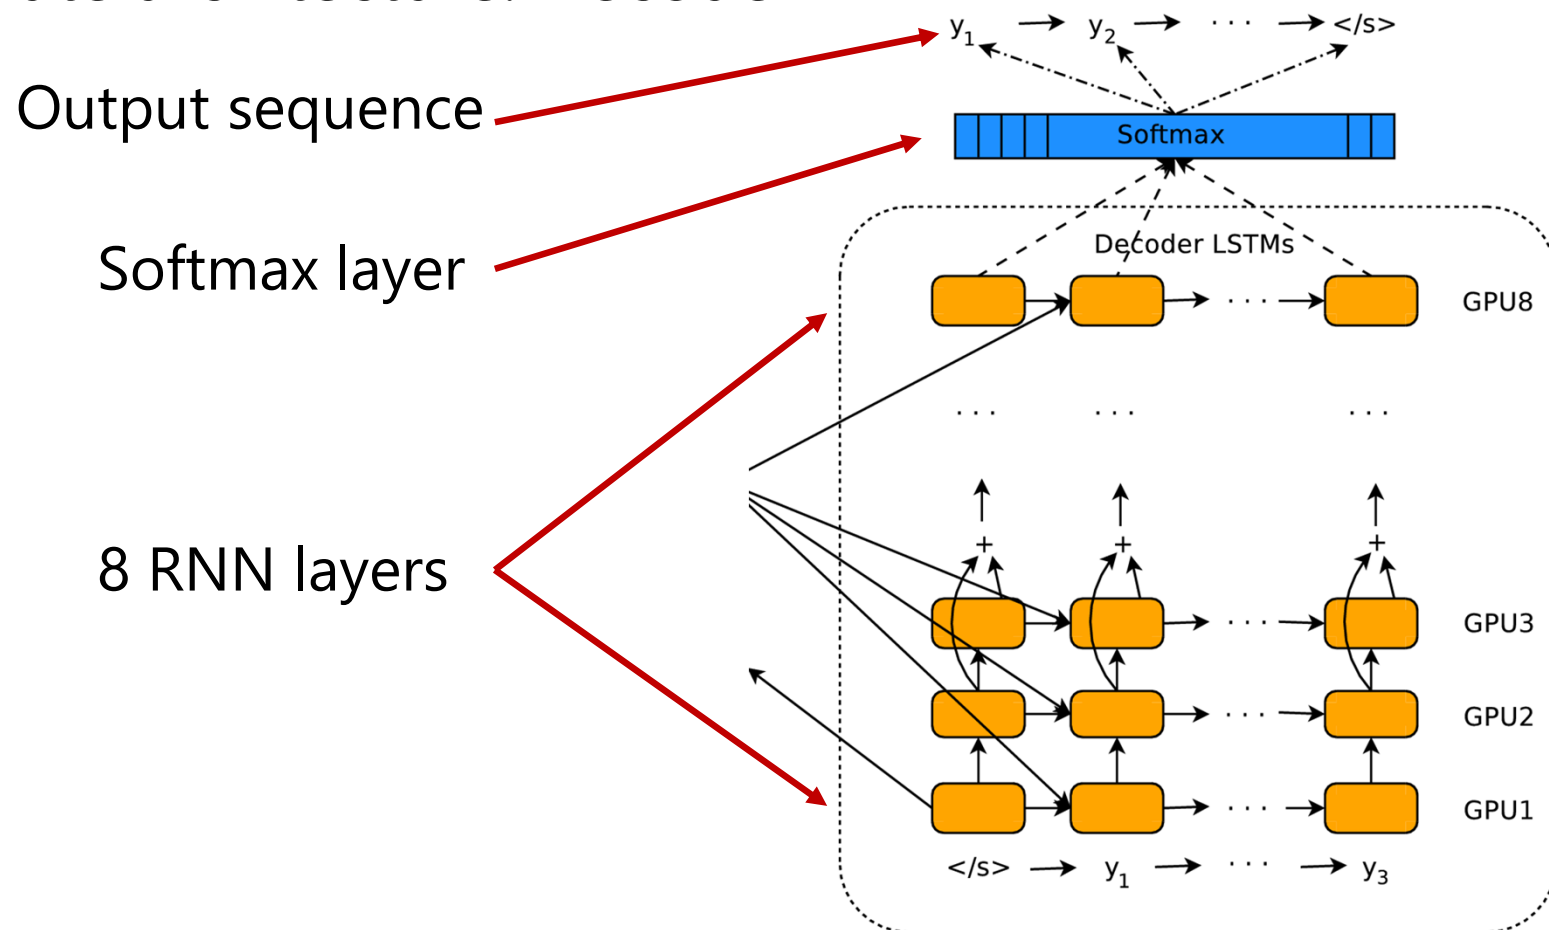 y1 y2 · · · </s>
Output sequence
Softmax
Softmax layer
Decoder LSTMs
GPU8
· · · 
· · · · · · · · ·
+ + +
8 RNN layers
· · · GPU3
· · · GPU2
· · · GPU1
</s> y1 · · · y3